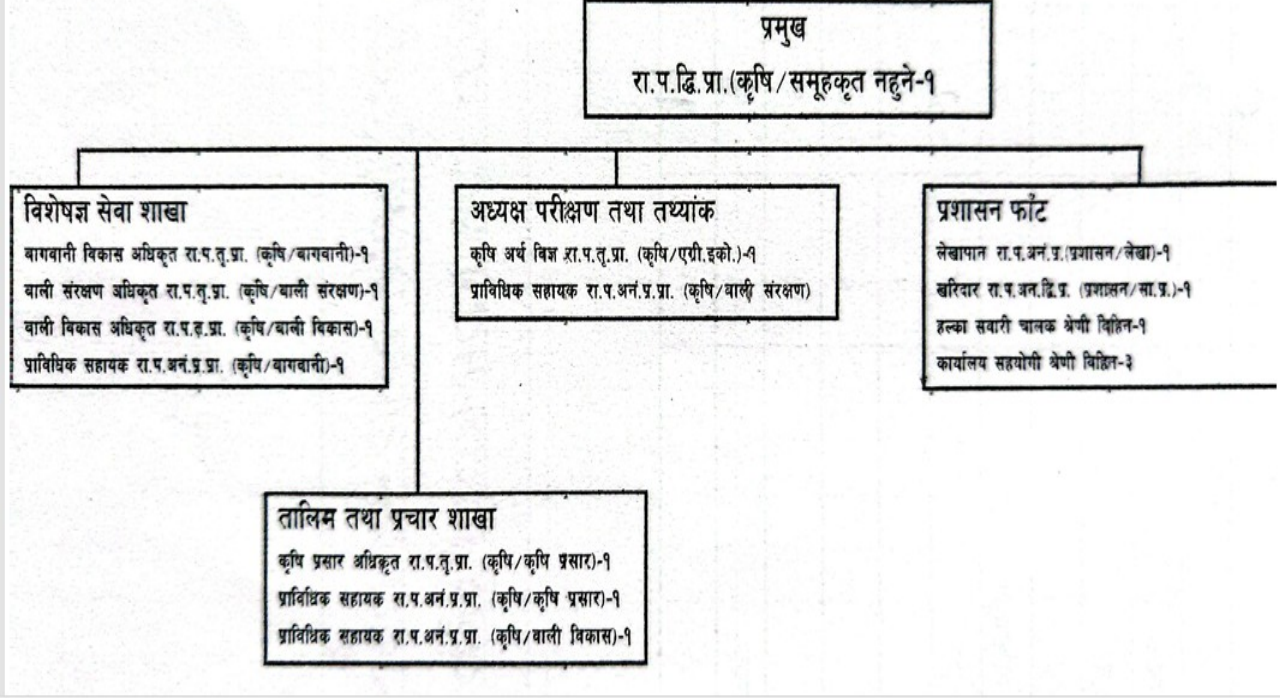 प्रमुख
रा.प.द्वि.प्रा.(कृषि/समूहकृत नहुने-१
विशेषज्ञ सेवा शाखा
बागवानी विकास अधिकृत रा.प.तृ.प्रा. (कृषि/बागवानी)-१
बाली संरक्षण अधिकृत रा.प.तृ.प्रा. (कृषि/बाली संरक्षण)-१
बाली विकास अधिकृत रा.प.तृ.प्रा. (कृषि/बाली विकास)-१
प्राविधिक सहायक रा.प.अनं.प्र.प्रा. (कृषि/बागवानी)-१
अध्यक्ष परीक्षण तथा तथ्यांक
कृषि अर्थ विज्ञ रा.प.तृ.प्रा. (कृषि/एग्री.इको.)-१
प्राविधिक सहायक रा.प.अनं.प्र.प्रा. (कृषि/बाली संरक्षण)
प्रशासन फाँट
लेखापान रा.प.अनं.प्र.(प्रशासन/लेखा)-१
खरिदार रा.प.अन.द्वि.प्र. (प्रशासन/सा.प्र.)-१
हल्का सवारी चालक श्रेणी विहिन-१
कार्यालय सहयोगी श्रेणी विहिन-३
तालिम तथा प्रचार शाखा
कृषि प्रसार अधिकृत रा.प.तृ.प्रा. (कृषि/कृषि प्रसार)-१
प्राविधिक सहायक रा.प.अनं.प्र.प्रा. (कृषि/कृषि प्रसार)-१
प्राविधिक सहायक रा.प.अनं.प्र.प्रा. (कृषि/बाली विकास)-१